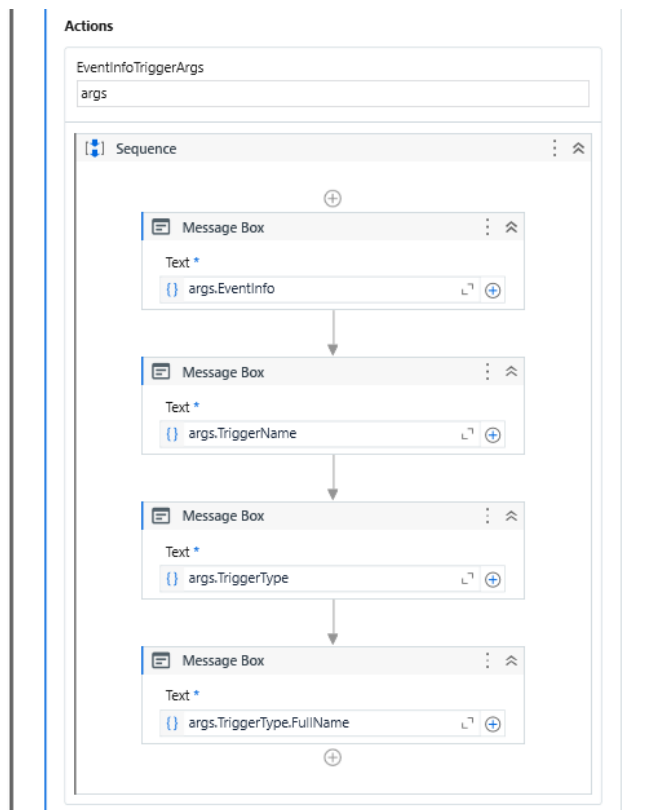 Actions
EventInfoTriggerArgs
args
Sequence
Message Box
Text *
{} args.EventInfo
Message Box
Text *
{} args.TriggerName
Message Box
Text *
{} args.TriggerType
Message Box
Text *
{} args.TriggerType.FullName